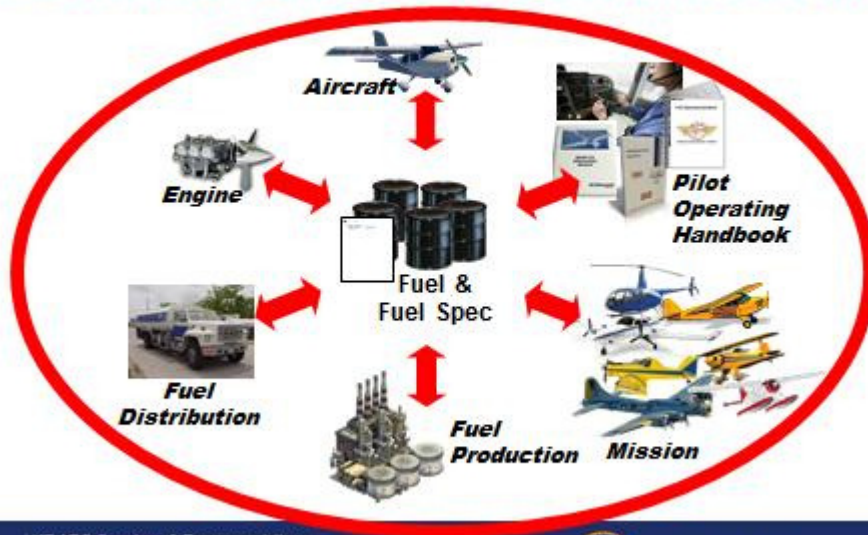 Aircraft
Engine
Pilot
Operating
Handbook
Fuel &
Fuel Spec
Fuel
Distribution
Fuel
Production
Mission